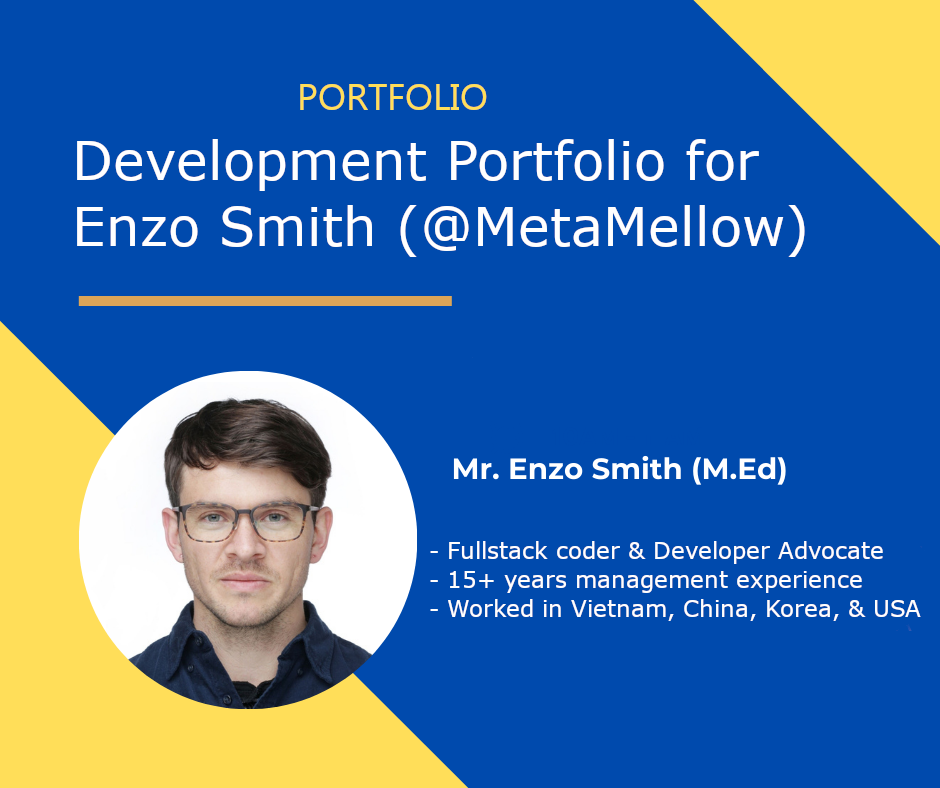 PORTFOLIO
Development Portfolio for
Enzo Smith (@MetaMellow)
Mr. Enzo Smith (M.Ed)
- Fullstack coder & Developer Advocate
- 15+ years management experience
- Worked in Vietnam, China, Korea, & USA